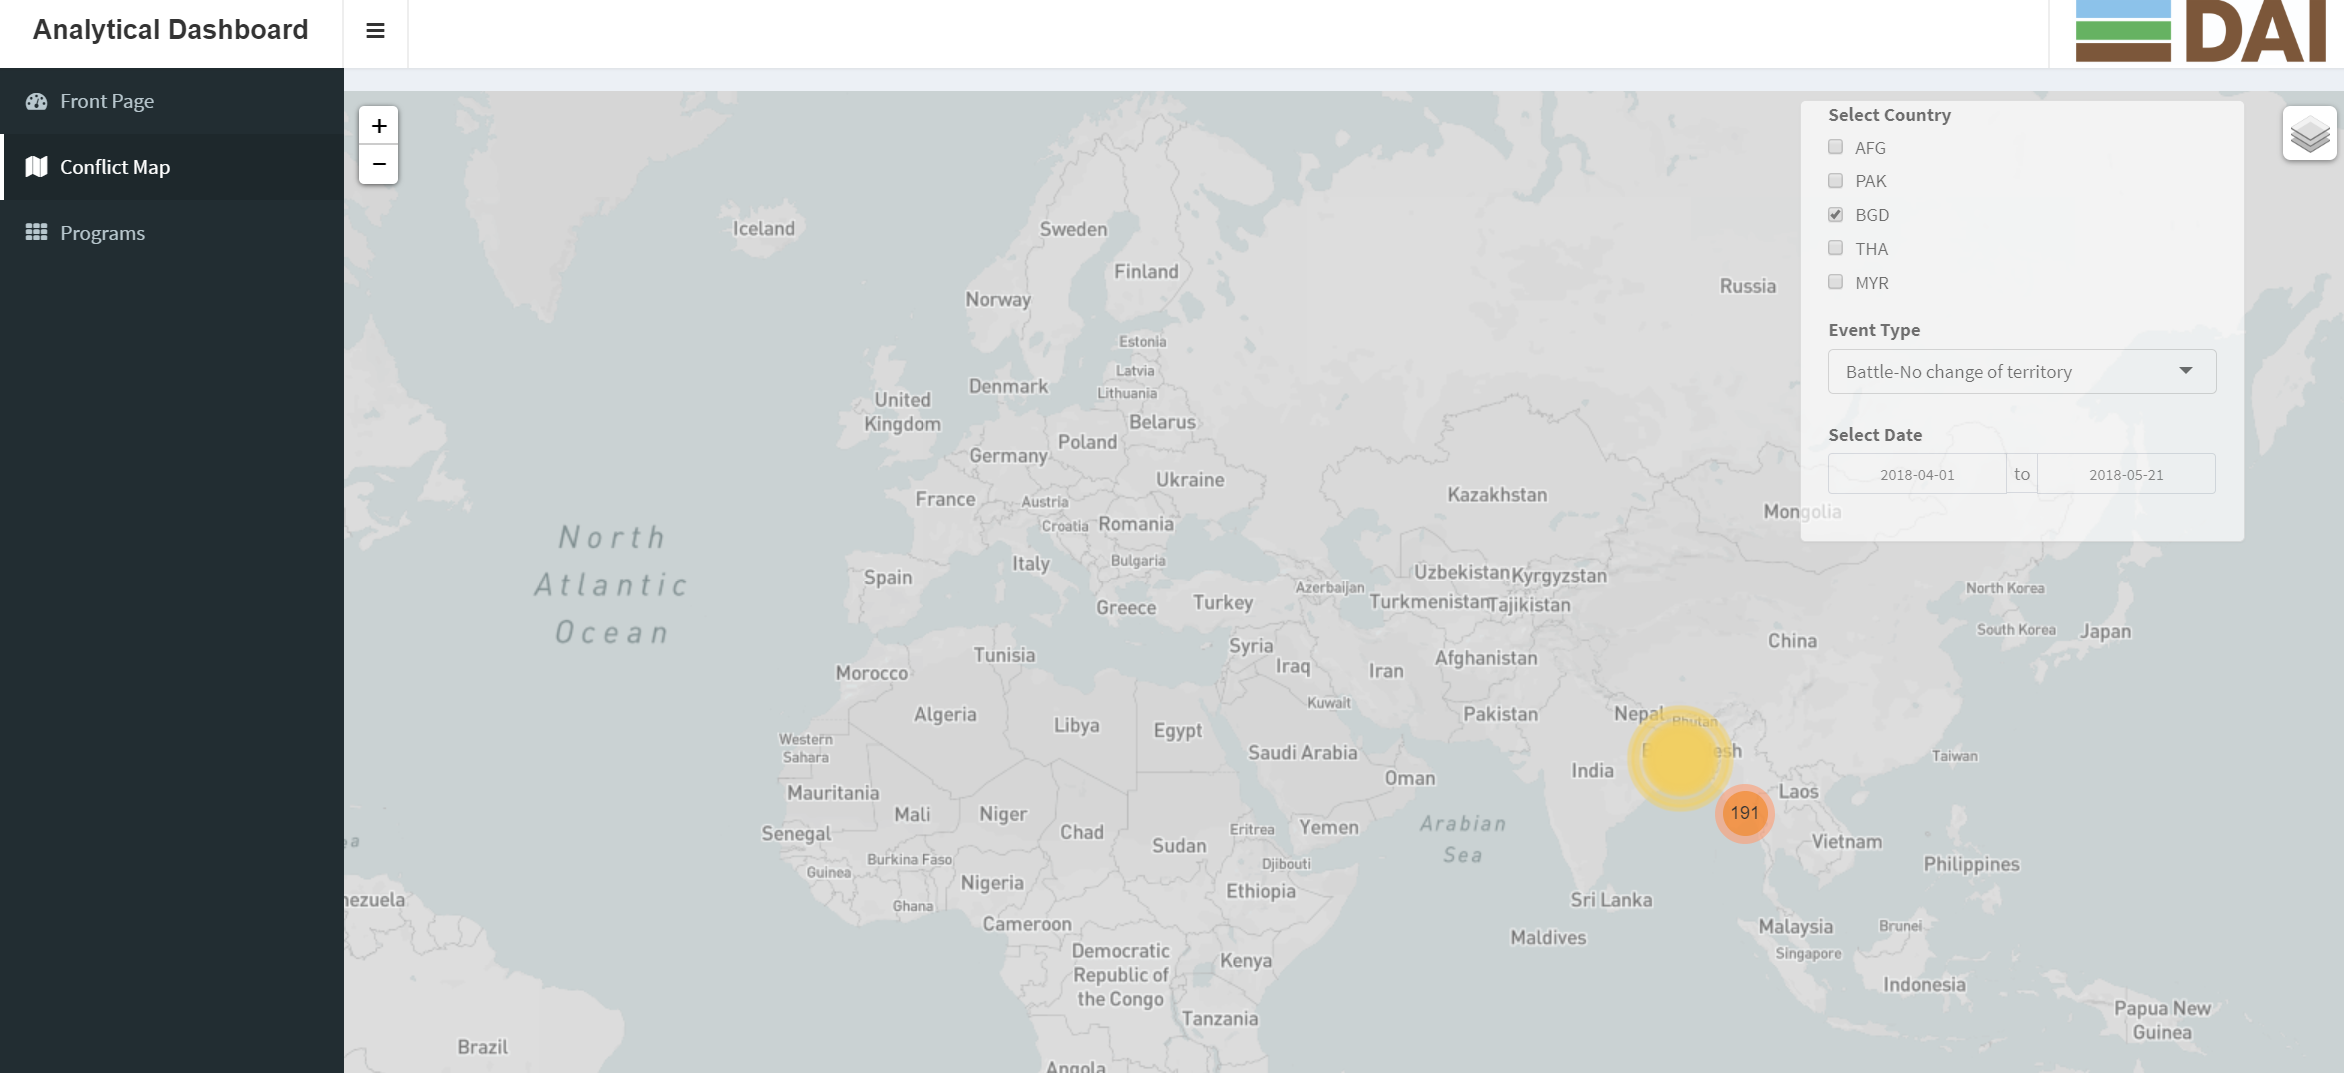 Analytical Dashboard
DAI
Front Page
Conflict Map
Programs
+
−
Select Country
AFG
PAK
BGD
THA
MYR
Event Type
Battle-No change of territory
Select Date
2018-04-01 to 2018-05-21
Iceland
Sweden
Finland
Russia
Norway
Estonia
Latvia
Denmark
Lithuania
United
Kingdom
Belarus
Poland
Germany
Ukraine
Kazakhstan
France
Austria
Mongolia
Croatia
Romania
North
Atlantic
Ocean
Italy
Bulgaria
Spain
Uzbekistan
Kyrgyzstan
Azerbaijan
North Korea
Greece
Turkey
Turkmenistan
Tajikistan
South Korea
Japan
China
Syria
Tunisia
Iraq
Afghanistan
Iran
Morocco
Kuwait
Algeria
Pakistan
Nepal
Bhutan
Libya
Egypt
Western
Sahara
Saudi Arabia
esh
Taiwan
India
Oman
Mauritania
Laos
Mali
Niger
191
Senegal
Chad
Eritrea
Yemen
Arabian
Sea
Sudan
Vietnam
Burkina Faso
Djibouti
Philippines
Guinea
Nigeria
Ethiopia
nezuela
Ghana
Sri Lanka
Cameroon
Malaysia
Brunei
Maldives
Singapore
Democratic
Republic of
the Congo
Kenya
Indonesia
Tanzania
Papua New
Guinea
Brazil
Angola